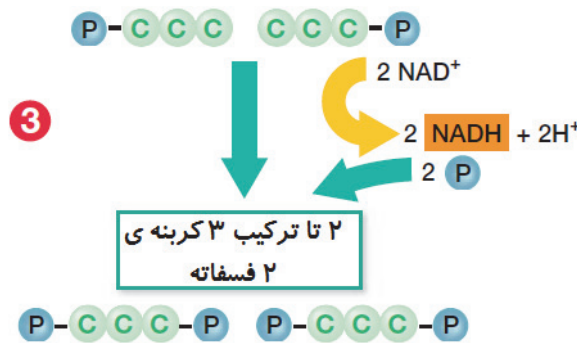 P-CCC CCC-P
2 NAD⁺
3
2 NADH + 2H⁺
2 P
۲ تا ترکیب ۳ کربنه ی
۲ فسفاته
P-CCC-P P-CCC-P